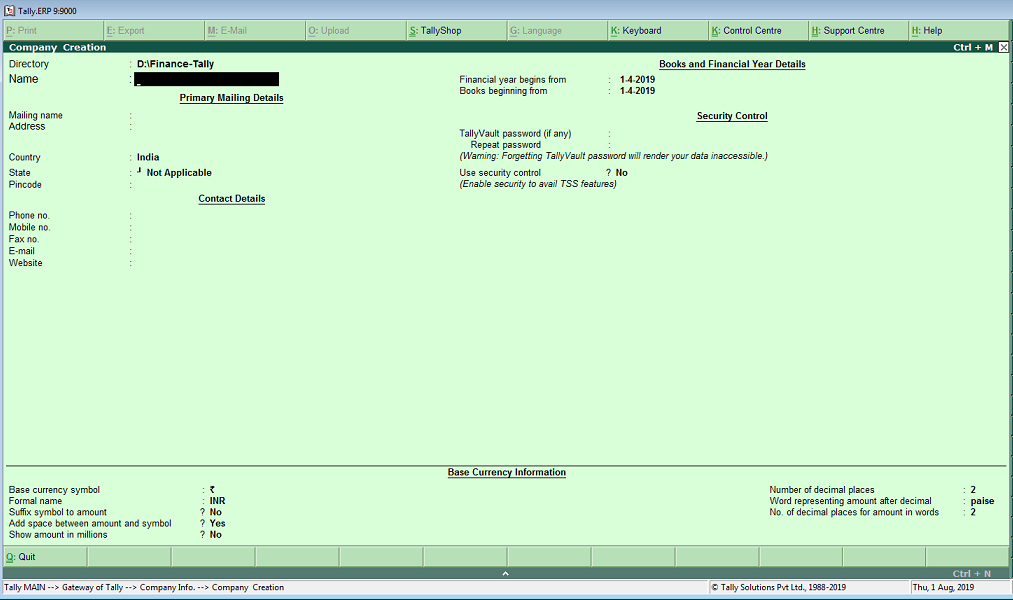 Tally.ERP 9:9000
P: Print E: Export M: E-Mail O: Upload S: TallyShop G: Language K: Keyboard K: Control Centre H: Support Centre H: Help
Company Creation Ctrl + M
Directory : D:\Finance-Tally
Name :
Primary Mailing Details
Mailing name :
Address :
Country : India
State : ┘ Not Applicable
Pincode :
Contact Details
Phone no. :
Mobile no. :
Fax no. :
E-mail :
Website :
Books and Financial Year Details
Financial year begins from : 1-4-2019
Books beginning from : 1-4-2019
Security Control
TallyVault password (if any) :
Repeat password :
(Warning: Forgetting TallyVault password will render your data inaccessible.)
Use security control ? No
(Enable security to avail TSS features)
Base Currency Information
Base currency symbol : ₹
Formal name : INR
Suffix symbol to amount ? No
Add space between amount and symbol ? Yes
Show amount in millions ? No
Number of decimal places : 2
Word representing amount after decimal : paise
No. of decimal places for amount in words : 2
Q: Quit
Ctrl + N
Tally MAIN --> Gateway of Tally --> Company Info. --> Company Creation © Tally Solutions Pvt Ltd., 1988-2019 Thu, 1 Aug, 2019